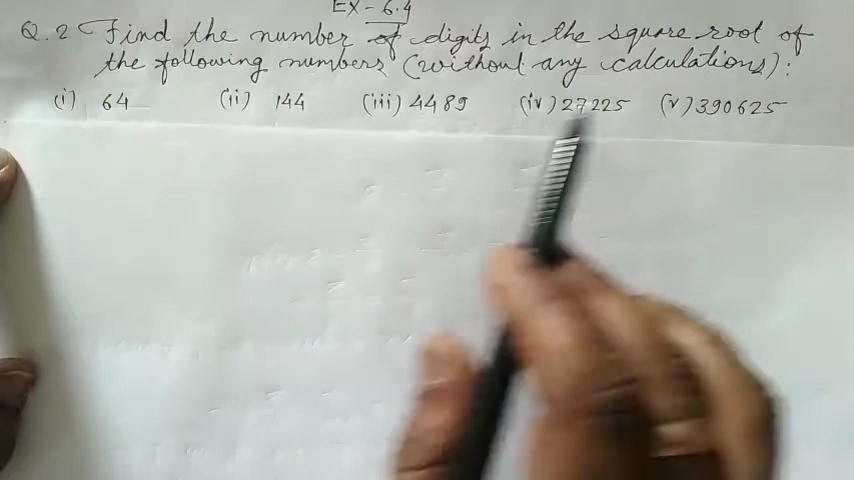 EX-6.4
Q.2 Find the number of digits in the square root of
the following numbers (without any calculations):
(i) 64 (ii) 144 (iii) 4489 (iv) 27225 (v) 390625